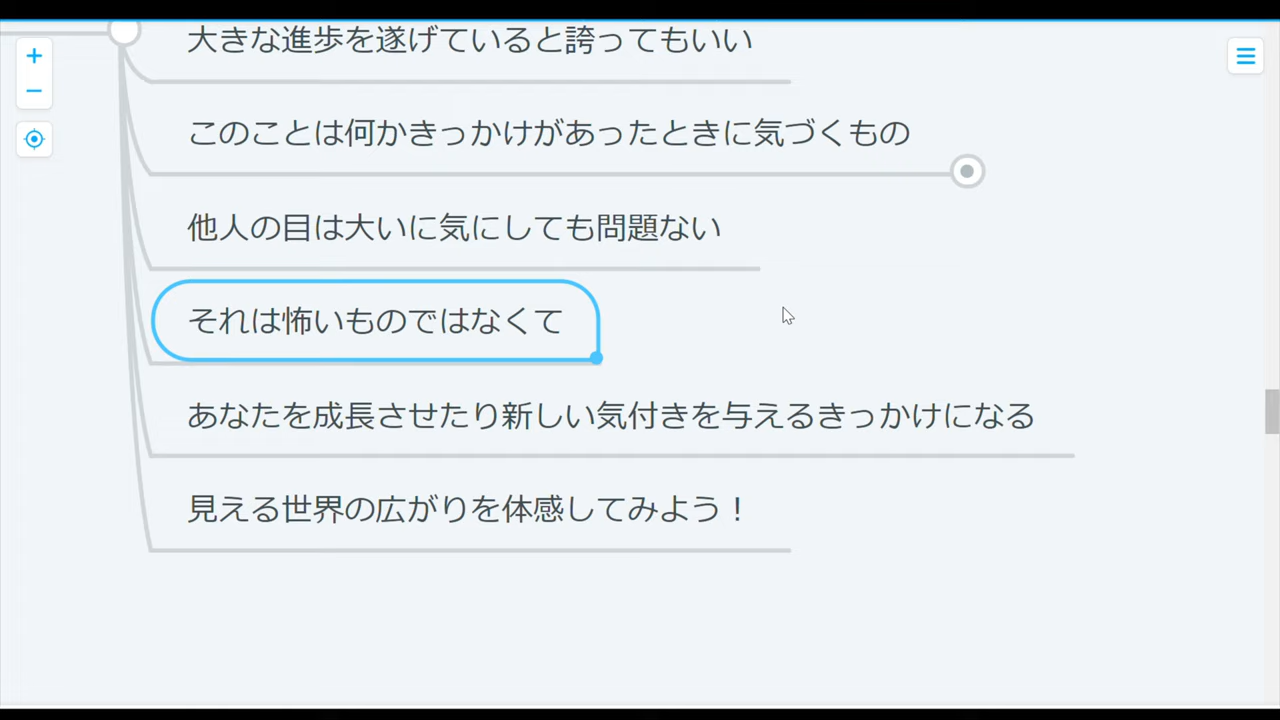 大きな進歩を遂げていると誇ってもいい
このことは何かきっかけがあったときに気づくもの
他人の目は大いに気にしても問題ない
それは怖いものではなくて
あなたを成長させたり新しい気付きを与えるきっかけになる
見える世界の広がりを体感してみよう！